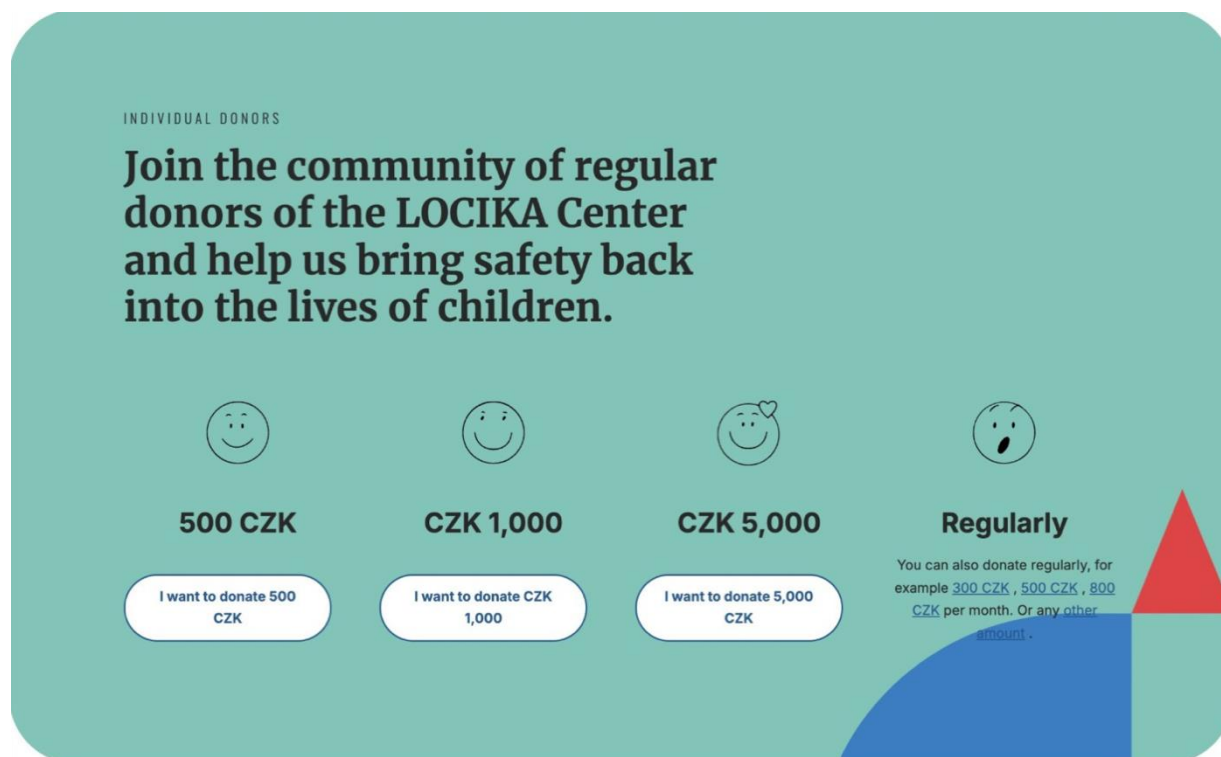 INDIVIDUAL DONORS
Join the community of regular
donors of the LOCIKA Center
and help us bring safety back
into the lives of children.
500 CZK
I want to donate 500
CZK
CZK 1,000
I want to donate CZK
1,000
CZK 5,000
I want to donate 5,000
CZK
Regularly
You can also donate regularly, for
example 300 CZK , 500 CZK , 800
CZK per month. Or any other
amount .